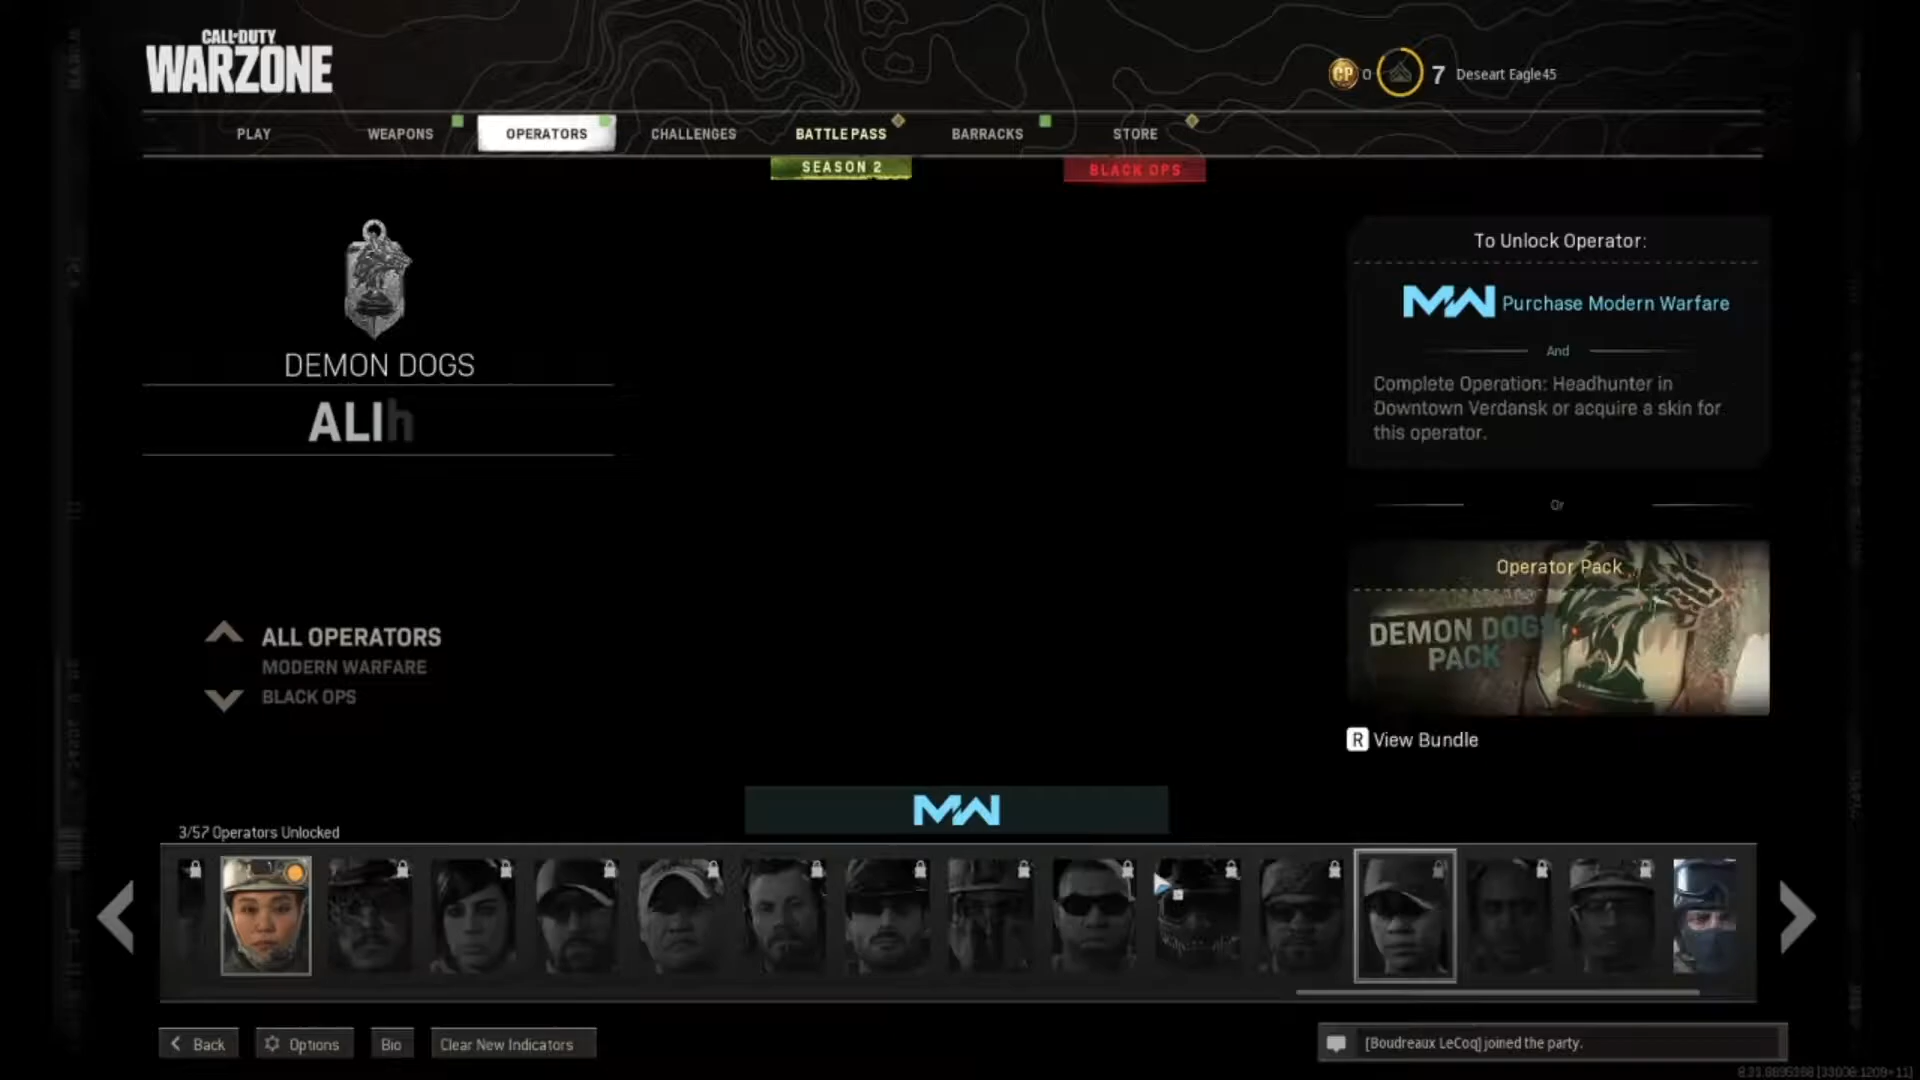 CALL OF DUTY
WARZONE
CP 0 7 Deseart Eagle45
PLAY WEAPONS OPERATORS CHALLENGES BATTLE PASS BARRACKS STORE
SEASON 2 BLACK OPS
To Unlock Operator:
MW Purchase Modern Warfare
And
Complete Operation: Headhunter in
Downtown Verdansk or acquire a skin for
this operator.
Or
Operator Pack
DEMON DOGS
PACK
R View Bundle
DEMON DOGS
ALIh
ALL OPERATORS
MODERN WARFARE
BLACK OPS
MW
3/57 Operators Unlocked
Back Options Bio Clear New Indicators
[Boudreaux LeCoq] joined the party.